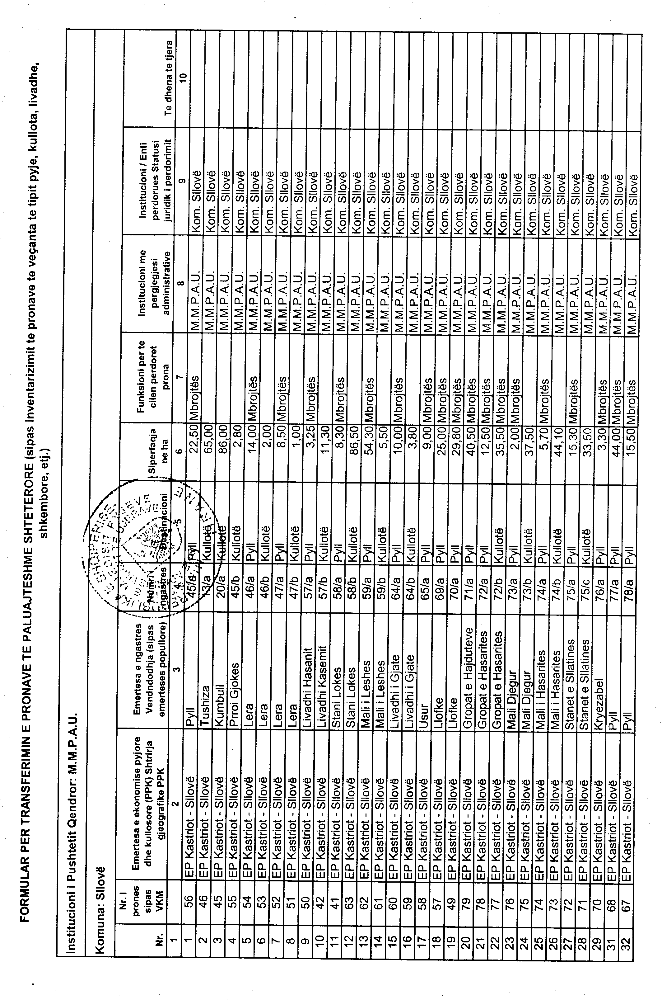 FORMULAR PER TRANSFERIMIN E PRONAVE TE PALUAJTESHME SHTETERORE (sipas inventarizimit te pronave te veçanta te tipit pyje, kullota, livadhe,
shkembore, etj.)
Institucioni i Pushtetit Qendror: M.M.P.A.U.
Komuna: Sllovë
Nr. Nr. i prones sipas VKM Emertesa e ekonomise pyjore dhe kullosore (PPK) Shtrirja gjeografike PPK Emertesa e ngastres Vendndodhja (sipas emerteses popullore) Numri i ngastres Destinacioni Siperfaqja ne ha Funksioni per te cilen perdoret prona Institucioni me pergjegjesi administrative Institucioni / Enti perdorues Statusi juridik i perdorimit Te dhena te tjera
1 2 3 4 5 6 7 8 9 10
1 56 EP Kastriot - Sllovë Pyll 45/a Pyll 22,50 Mbrojtës M.M.P.A.U. Kom. Sllovë
2 46 EP Kastriot - Sllovë Tushiza 13/a Kullotë 65,00 M.M.P.A.U. Kom. Sllovë
3 45 EP Kastriot - Sllovë Kumbull 20/a Kullotë 86,00 M.M.P.A.U. Kom. Sllovë
4 55 EP Kastriot - Sllovë Prroi Gjokes 45/b Kullotë 2,80 M.M.P.A.U. Kom. Sllovë
5 54 EP Kastriot - Sllovë Lera 46/a Pyll 14,00 Mbrojtës M.M.P.A.U. Kom. Sllovë
6 53 EP Kastriot - Sllovë Lera 46/b Kullotë 2,00 M.M.P.A.U. Kom. Sllovë
7 52 EP Kastriot - Sllovë Lera 47/a Pyll 8,50 Mbrojtës M.M.P.A.U. Kom. Sllovë
8 51 EP Kastriot - Sllovë Lera 47/b Kullotë 1,00 M.M.P.A.U. Kom. Sllovë
9 50 EP Kastriot - Sllovë Livadhi Hasanit 57/a Pyll 3,25 Mbrojtës M.M.P.A.U. Kom. Sllovë
10 42 EP Kastriot - Sllovë Livadhi Kasemit 57/b Kullotë 11,30 M.M.P.A.U. Kom. Sllovë
11 41 EP Kastriot - Sllovë Stani Lokes 58/a Pyll 8,30 Mbrojtës M.M.P.A.U. Kom. Sllovë
12 63 EP Kastriot - Sllovë Stani Lokes 58/b Kullotë 86,50 M.M.P.A.U. Kom. Sllovë
13 62 EP Kastriot - Sllovë Mali i Leshes 59/a Pyll 54,30 Mbrojtës M.M.P.A.U. Kom. Sllovë
14 61 EP Kastriot - Sllovë Mali i Leshes 59/b Kullotë 5,50 M.M.P.A.U. Kom. Sllovë
15 60 EP Kastriot - Sllovë Livadhi i Gjate 64/a Pyll 10,00 Mbrojtës M.M.P.A.U. Kom. Sllovë
16 59 EP Kastriot - Sllovë Livadhi i Gjate 64/b Kullotë 3,80 M.M.P.A.U. Kom. Sllovë
17 58 EP Kastriot - Sllovë Usur 65/a Pyll 9,00 Mbrojtës M.M.P.A.U. Kom. Sllovë
18 57 EP Kastriot - Sllovë Llofke 69/a Pyll 25,00 Mbrojtës M.M.P.A.U. Kom. Sllovë
19 49 EP Kastriot - Sllovë Llofke 70/a Pyll 29,80 Mbrojtës M.M.P.A.U. Kom. Sllovë
20 79 EP Kastriot - Sllovë Gropat e Hajduteve 71/a Pyll 40,50 Mbrojtës M.M.P.A.U. Kom. Sllovë
21 78 EP Kastriot - Sllovë Gropat e Hasarites 72/a Pyll 12,50 Mbrojtës M.M.P.A.U. Kom. Sllovë
22 77 EP Kastriot - Sllovë Gropat e Hasarites 72/b Kullotë 35,50 Mbrojtës M.M.P.A.U. Kom. Sllovë
23 76 EP Kastriot - Sllovë Mali Djegur 73/a Pyll 2,00 Mbrojtës M.M.P.A.U. Kom. Sllovë
24 75 EP Kastriot - Sllovë Mali Djegur 73/b Kullotë 37,50 M.M.P.A.U. Kom. Sllovë
25 74 EP Kastriot - Sllovë Mali i Hasarites 74/a Pyll 5,70 Mbrojtës M.M.P.A.U. Kom. Sllovë
26 73 EP Kastriot - Sllovë Mali i Hasarites 74/b Kullotë 44,10 M.M.P.A.U. Kom. Sllovë
27 72 EP Kastriot - Sllovë Stanet e Sllatines 75/a Pyll 15,30 Mbrojtës M.M.P.A.U. Kom. Sllovë
28 71 EP Kastriot - Sllovë Stanet e Sllatines 75/c Kullotë 33,50 M.M.P.A.U. Kom. Sllovë
29 70 EP Kastriot - Sllovë Kryezabel 76/a Pyll 3,30 Mbrojtës M.M.P.A.U. Kom. Sllovë
31 68 EP Kastriot - Sllovë Pyll 77/a Pyll 44,00 Mbrojtës M.M.P.A.U. Kom. Sllovë
32 67 EP Kastriot - Sllovë Pyll 78/a Pyll 15,50 Mbrojtës M.M.P.A.U. Kom. Sllovë